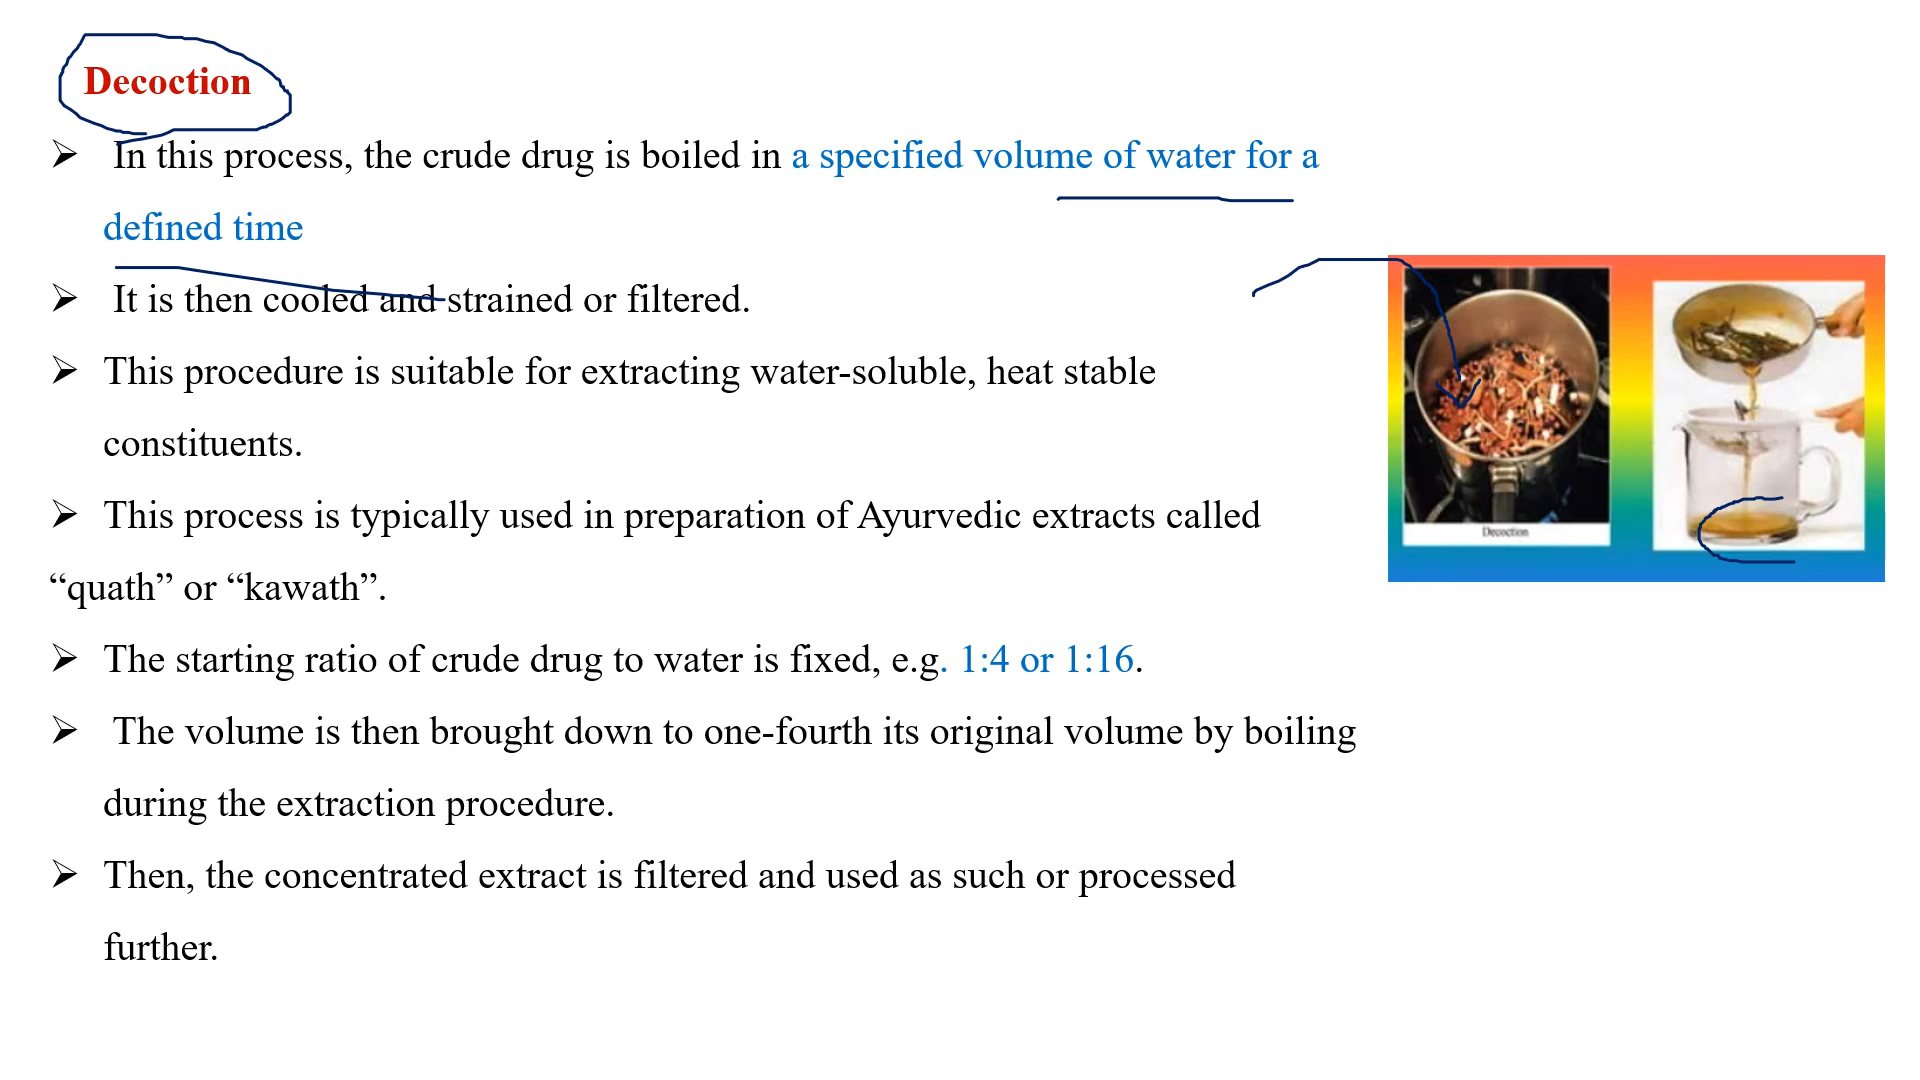 Decoction
➢ In this process, the crude drug is boiled in a specified volume of water for a
defined time
➢ It is then cooled and strained or filtered.
➢ This procedure is suitable for extracting water-soluble, heat stable
constituents.
➢ This process is typically used in preparation of Ayurvedic extracts called
“quath” or “kawath”.
➢ The starting ratio of crude drug to water is fixed, e.g. 1:4 or 1:16.
➢ The volume is then brought down to one-fourth its original volume by boiling
during the extraction procedure.
➢ Then, the concentrated extract is filtered and used as such or processed
further.
Decoction